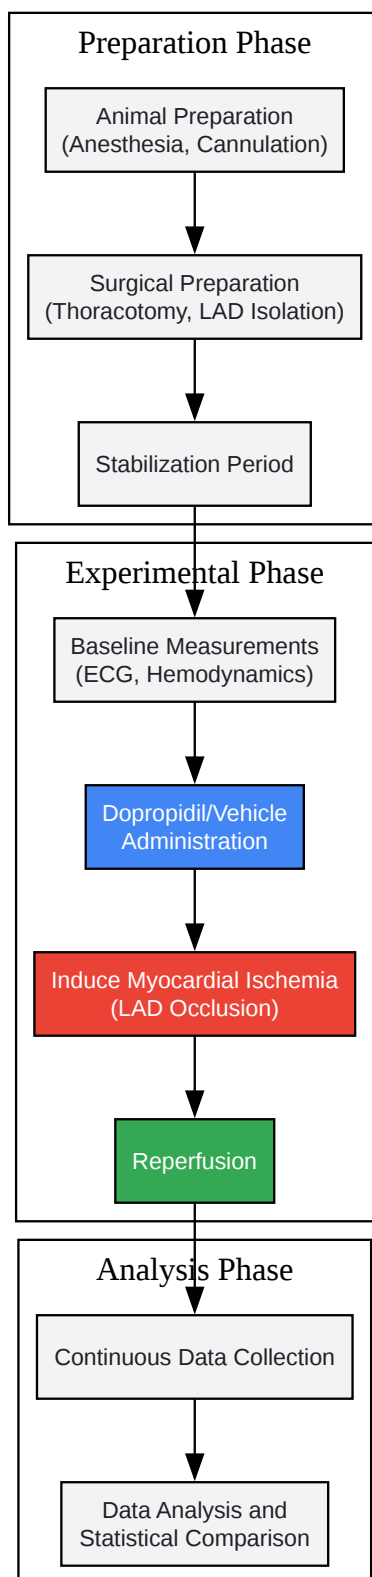 Preparation Phase
Animal Preparation
(Anesthesia, Cannulation)
Surgical Preparation
(Thoracotomy, LAD Isolation)
Stabilization Period
Experimental Phase
Baseline Measurements
(ECG, Hemodynamics)
Dopropidil/Vehicle
Administration
Induce Myocardial Ischemia
(LAD Occlusion)
Reperfusion
Analysis Phase
Continuous Data Collection
Data Analysis and
Statistical Comparison